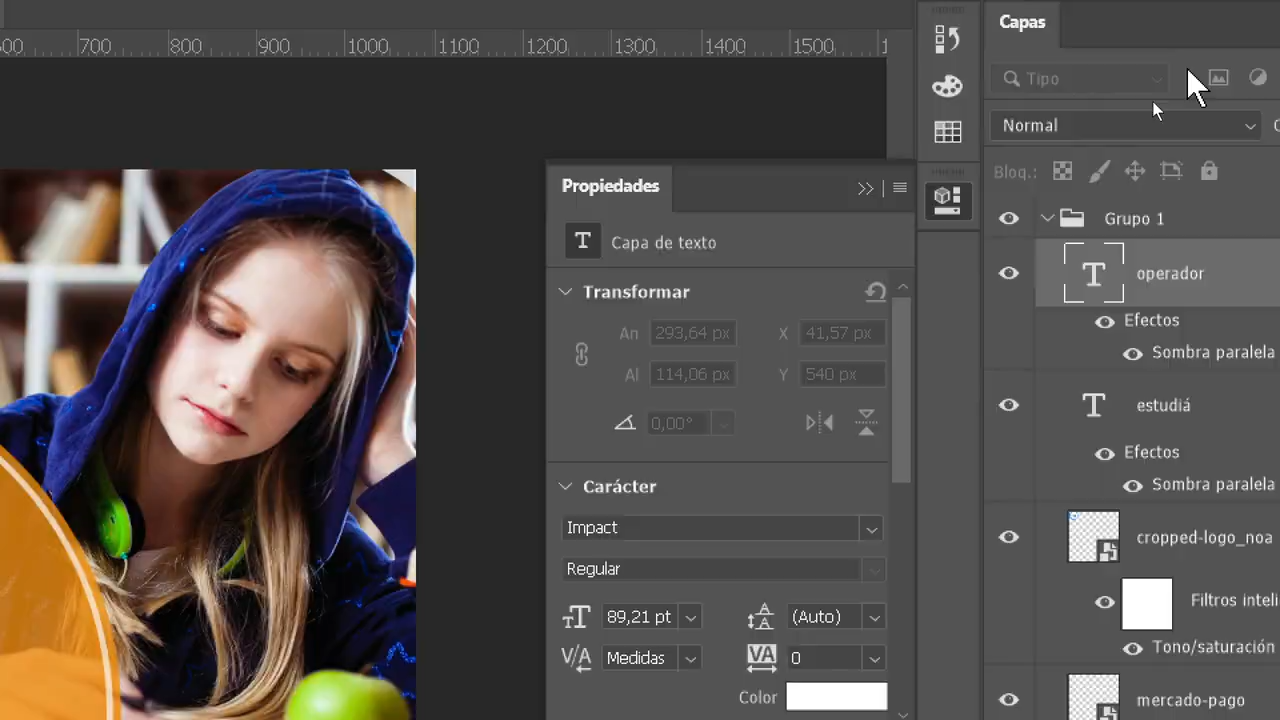 00
700
800
900
1000
1100
1200
1300
1400
1500
1
Capas
Tipo
Normal
Bloq.:
Propiedades
T Capa de texto
Transformar
An 293,64 px X 41,57 px
Al 114,06 px Y 540 px
0,00°
Carácter
Impact
Regular
89,21 pt (Auto)
Medidas 0
Color
Grupo 1
T operador
Efectos
Sombra paralela
T estudiá
Efectos
Sombra paralela
cropped-logo_noa
Filtros inteli
Tono/saturación
mercado-pago